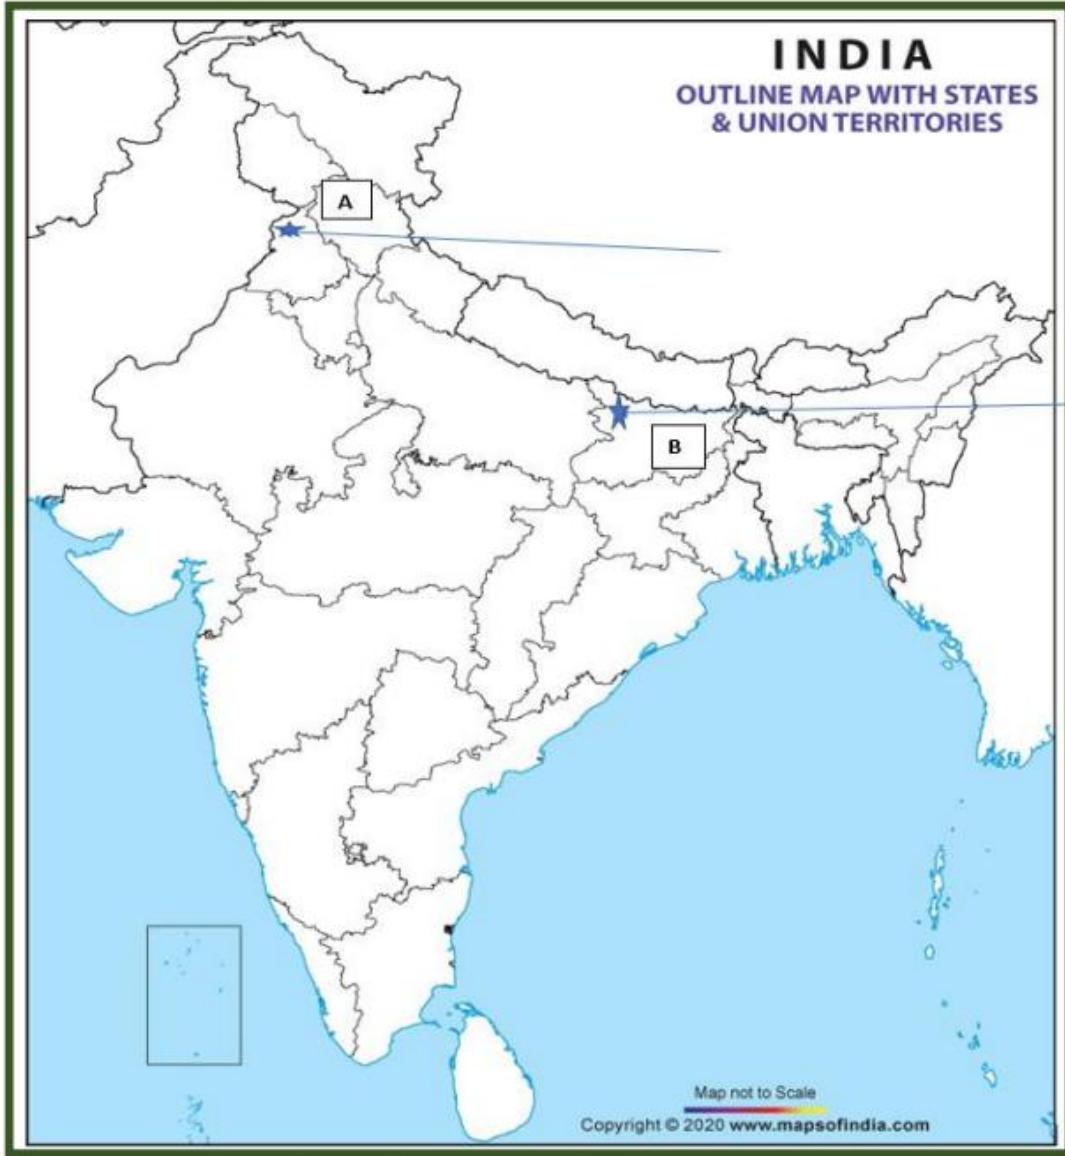 INDIA
OUTLINE MAP WITH STATES
& UNION TERRITORIES
A
B
Map not to Scale
Copyright © 2020 www.mapsofindia.com